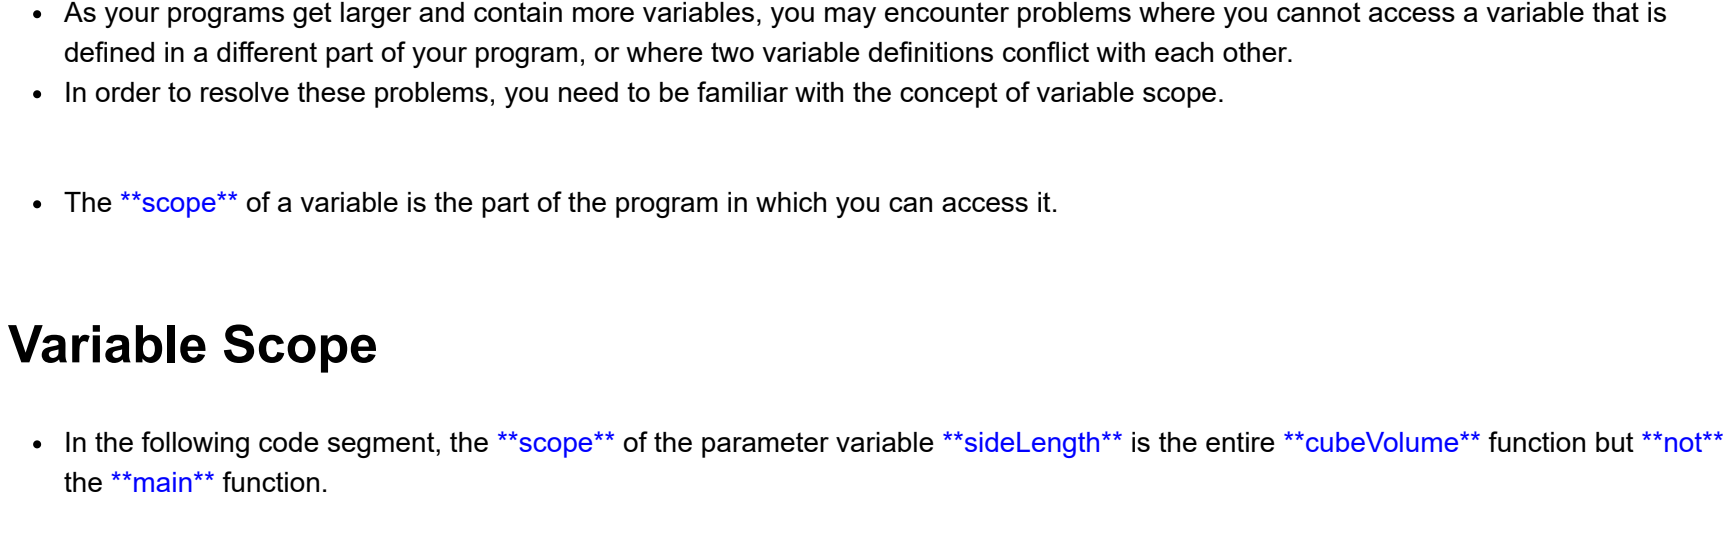 • As your programs get larger and contain more variables, you may encounter problems where you cannot access a variable that is
defined in a different part of your program, or where two variable definitions conflict with each other.
• In order to resolve these problems, you need to be familiar with the concept of variable scope.
• The **scope** of a variable is the part of the program in which you can access it.
Variable Scope
• In the following code segment, the **scope** of the parameter variable **sideLength** is the entire **cubeVolume** function but **not**
the **main** function.